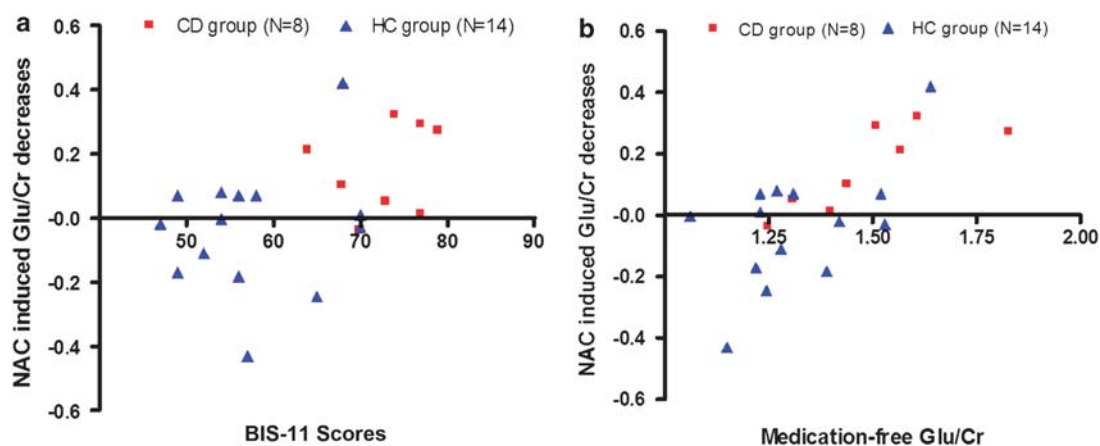 a
CD group (N=8) HC group (N=14)
NAC induced Glu/Cr decreases
0.6
0.4
0.2
-0.0
-0.2
-0.4
-0.6
50 60 70 80 90
BIS-11 Scores
b
CD group (N=8) HC group (N=14)
NAC induced Glu/Cr decreases
0.6
0.4
0.2
-0.0
-0.2
-0.4
-0.6
1.25 1.50 1.75 2.00
Medication-free Glu/Cr